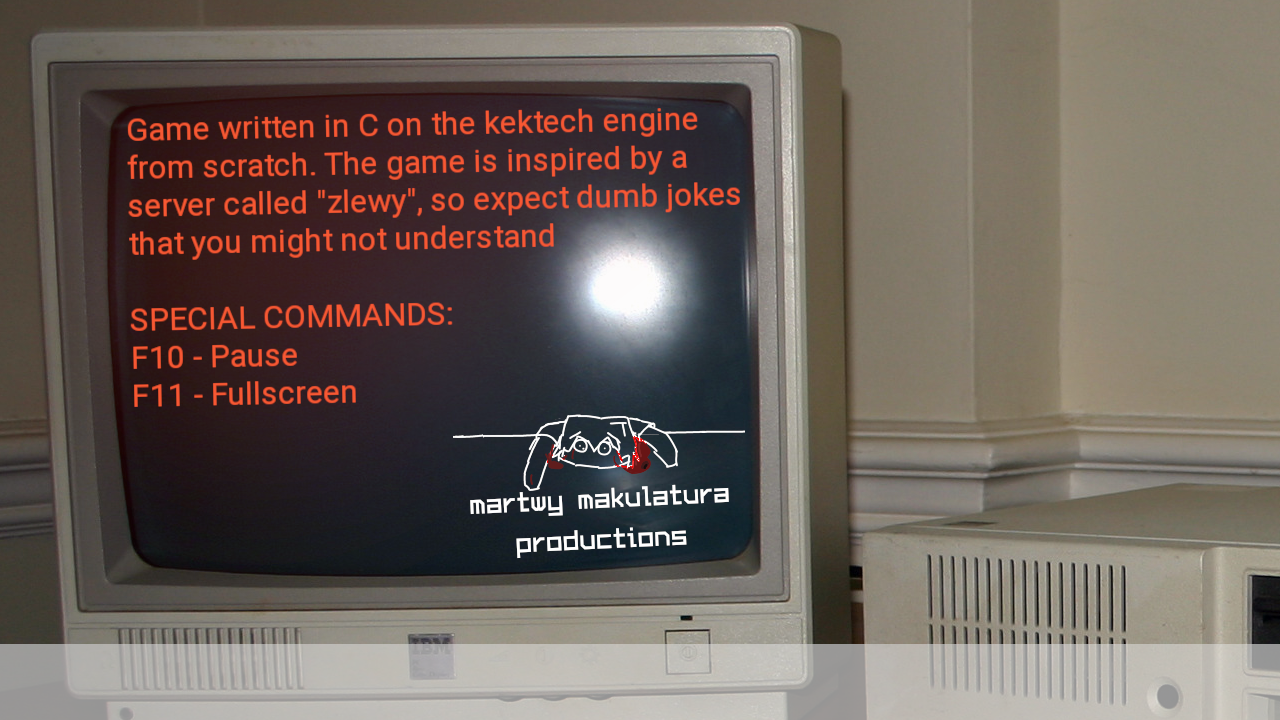 Game written in C on the kektech engine
from scratch. The game is inspired by a
server called "zlewy", so expect dumb jokes
that you might not understand
SPECIAL COMMANDS:
F10 - Pause
F11 - Fullscreen
martwy makulatura
productions
IBM